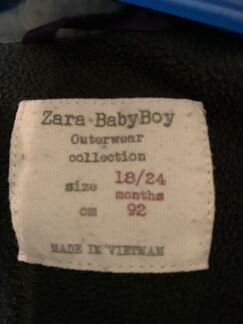 Zara BabyBoy
Outerwear
collection
size 18/24
months
cm 92
MADE IN VIETNAM